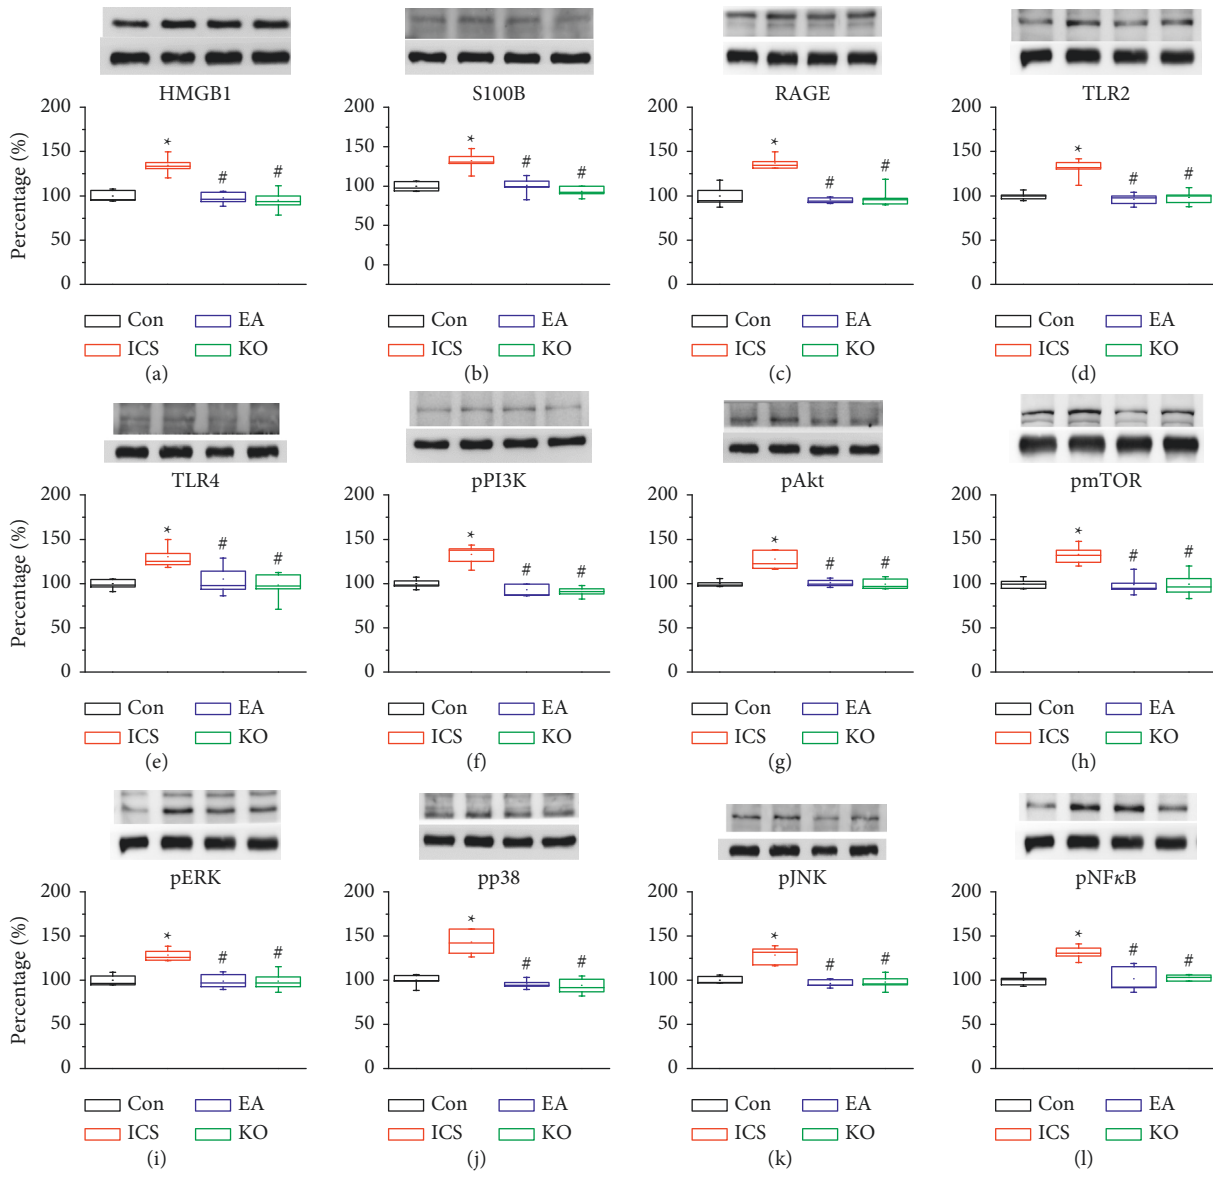 HMGB1
Percentage (%)
200
150
100
50
0
*
#
#
Con
EA
ICS
KO
(a)
S100B
200
150
100
50
100
50
0
*
#
#
Con
EA
ICS
KO
(b)
RAGE
200
150
100
50
0
*
#
#
Con
EA
ICS
KO
(c)
TLR2
200
150
100
50
0
*
#
#
Con
EA
ICS
KO
(d)
TLR4
Percentage (%)
200
150
100
50
0
*
#
#
Con
EA
ICS
KO
(e)
pPI3K
200
150
100
50
0
*
#
#
Con
EA
ICS
KO
(f)
pAkt
200
150
100
50
0
*
#
#
Con
EA
ICS
KO
(g)
pmTOR
200
150
100
50
0
*
#
#
Con
EA
ICS
KO
(h)
pERK
Percentage (%)
200
150
100
50
0
*
#
#
Con
EA
ICS
KO
(i)
pp38
200
150
100
50
0
*
#
#
Con
EA
ICS
KO
(j)
pJNK
200
150
100
50
0
*
#
#
Con
EA
ICS
KO
(k)
pNFκB
200
150
100
50
0
*
#
#
Con
EA
ICS
KO
(l)